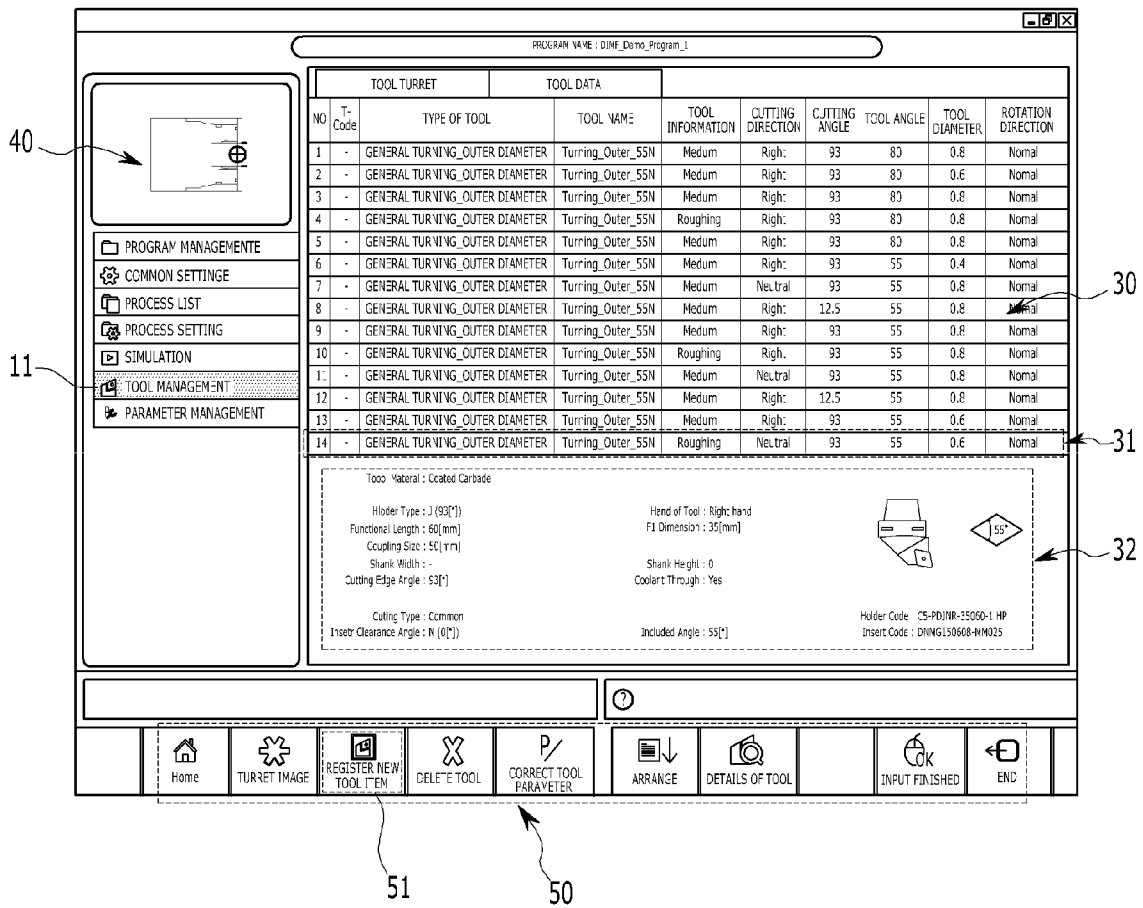 PROGRAM NAME : DIMF_Demo_Program_1
TOOL TURRET TOOL DATA
NO T-Code TYPE OF TOOL TOOL NAME TOOL INFORMATION CUTTING DIRECTION CUTTING ANGLE TOOL ANGLE TOOL DIAMETER ROTATION DIRECTION
1 - GENERAL TURNING_OUTER DIAMETER Turning_Outer_55N Medum Right 93 80 0.8 Nomal
2 - GENERAL TURNING_OUTER DIAMETER Turning_Outer_55N Medum Right 93 80 0.6 Nomal
3 - GENERAL TURNING_OUTER DIAMETER Turning_Outer_55N Medum Right 93 80 0.8 Nomal
4 - GENERAL TURNING_OUTER DIAMETER Turning_Outer_55N Roughing Right 93 80 0.8 Nomal
5 - GENERAL TURNING_OUTER DIAMETER Turning_Outer_55N Medum Right 93 80 0.8 Nomal
6 - GENERAL TURNING_OUTER DIAMETER Turning_Outer_55N Medum Right 93 55 0.4 Nomal
7 - GENERAL TURNING_OUTER DIAMETER Turning_Outer_55N Medum Neutral 93 55 0.8 Nomal
8 - GENERAL TURNING_OUTER DIAMETER Turning_Outer_55N Medum Right 12.5 55 0.8 Nomal
9 - GENERAL TURNING_OUTER DIAMETER Turning_Outer_55N Medum Right 93 55 0.8 Nomal
10 - GENERAL TURNING_OUTER DIAMETER Turning_Outer_55N Roughing Right 93 55 0.8 Nomal
11 - GENERAL TURNING_OUTER DIAMETER Turning_Outer_55N Medum Neutral 93 55 0.8 Nomal
12 - GENERAL TURNING_OUTER DIAMETER Turning_Outer_55N Medum Right 12.5 55 0.8 Nomal
13 - GENERAL TURNING_OUTER DIAMETER Turning_Outer_55N Medum Right 93 55 0.6 Nomal
14 - GENERAL TURNING_OUTER DIAMETER Turning_Outer_55N Roughing Neutral 93 55 0.6 Nomal
40
30
11
31
32
PROGRAM MANAGEMENTE
COMMON SETTINGE
PROCESS LIST
PROCESS SETTING
SIMULATION
TOOL MANAGEMENT
PARAMETER MANAGEMENT
Tooo Materal : Coated Carbade
Hloder Type : J (93[°]) Hend of Tool : Right hand
Functional Length : 60[mm] F1 Dimension : 35[mm]
Coupling Size : 50[mm]
Shank Width : - Shank Height : 0
Cutting Edge Angle : 93[°] Coolant Through : Yes
55°
Cuting Type : Common Holder Code C5-PDJNR-35060-1 HP
Insetr Clearance Angle : N (0[°]) Included Angle : 55[°] Insert Code : DNMG150608-MM025
?
Home
TURRET IMAGE
REGISTER NEW TOOL ITEM
DELETE TOOL
P/
CORRECT TOOL PARAMETER
ARRANGE
DETAILS OF TOOL
OK
INPUT FINISHED
END
51
50